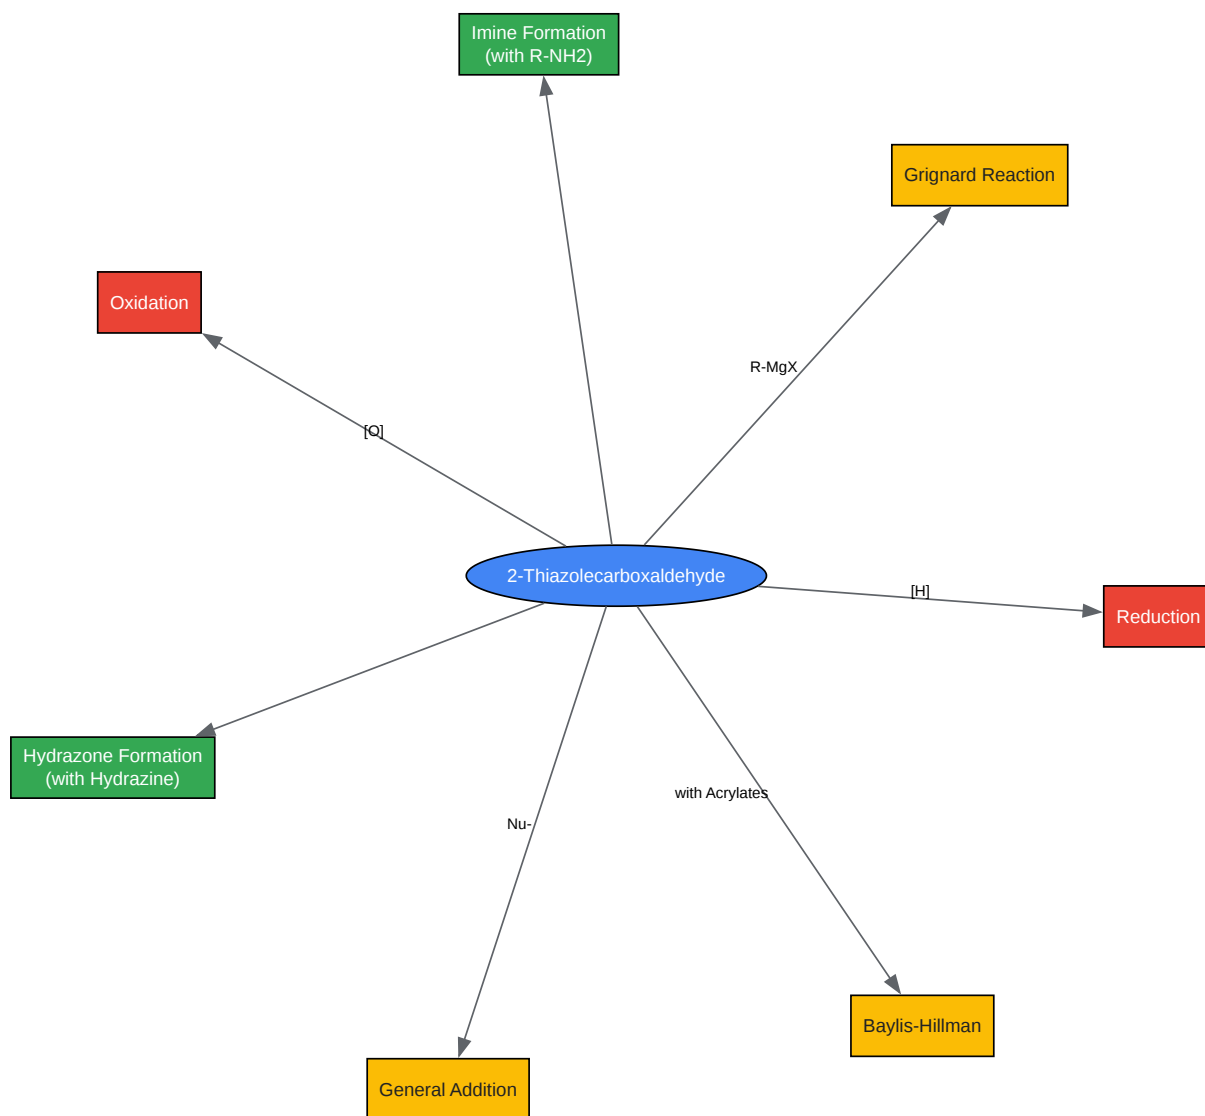 Imine Formation
(with R-NH2)
Grignard Reaction
Oxidation
R-MgX
[O]
2-Thiazolecarboxaldehyde
[H]
Reduction
Hydrazone Formation
(with Hydrazine)
with Acrylates
Nu-
Baylis-Hillman
General Addition